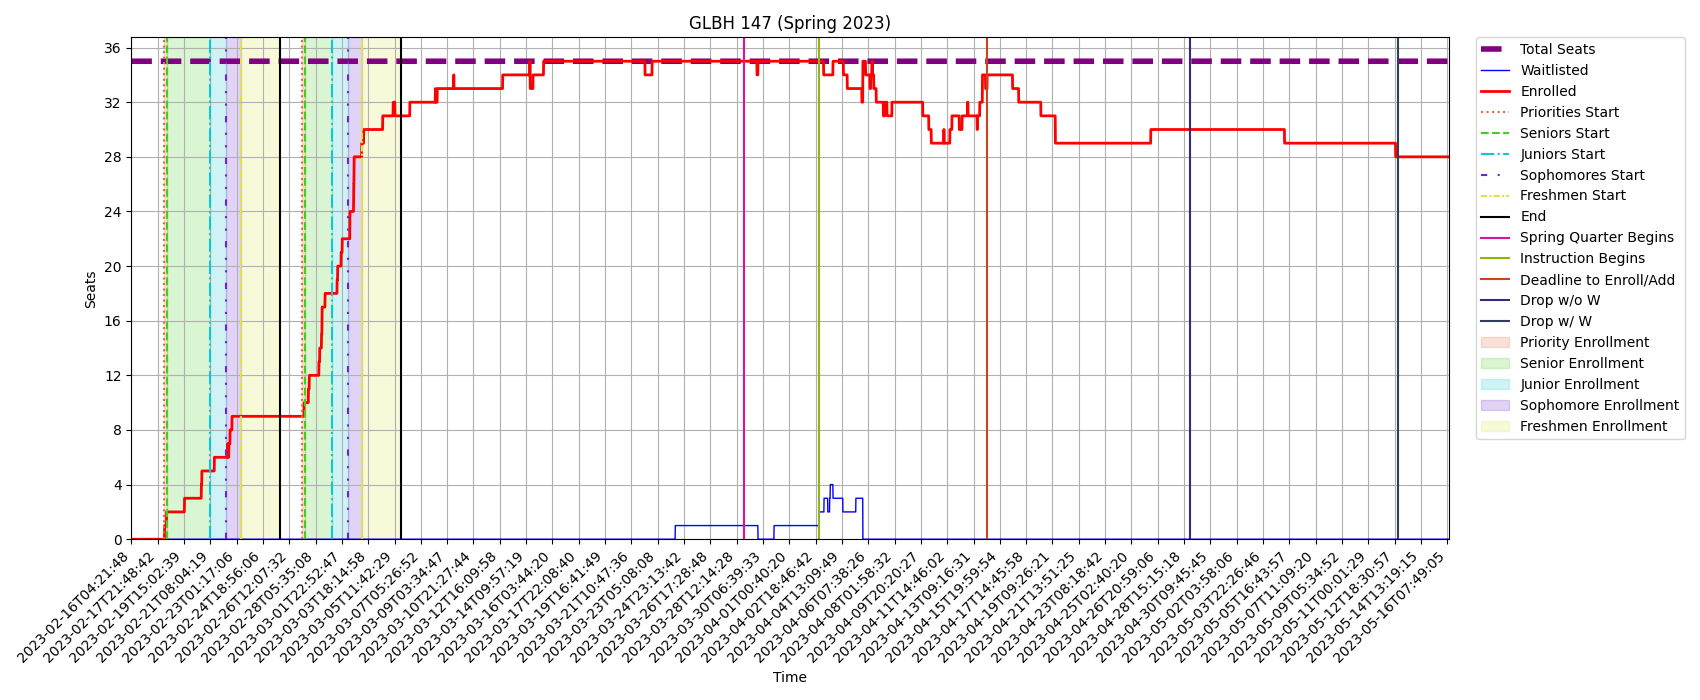 GLBH 147 (Spring 2023)
36
32
28
24
20
16
12
8
4
0
Seats
2023-02-16T04:21:48
2023-02-17T21:48:42
2023-02-19T15:02:39
2023-02-21T08:04:19
2023-02-23T01:17:06
2023-02-24T18:56:06
2023-02-26T12:07:32
2023-02-28T05:35:08
2023-03-01T22:52:47
2023-03-03T18:14:58
2023-03-05T11:42:29
2023-03-07T05:26:52
2023-03-09T03:34:47
2023-03-10T21:27:44
2023-03-12T16:09:58
2023-03-14T09:57:19
2023-03-16T03:44:20
2023-03-17T22:08:40
2023-03-19T16:41:49
2023-03-21T10:47:36
2023-03-23T05:08:08
2023-03-24T23:13:42
2023-03-26T17:28:48
2023-03-28T12:14:28
2023-03-30T06:39:33
2023-04-01T00:40:20
2023-04-02T18:46:42
2023-04-04T13:09:49
2023-04-06T07:38:26
2023-04-08T01:58:32
2023-04-09T20:20:27
2023-04-11T14:46:02
2023-04-13T09:16:31
2023-04-15T19:59:54
2023-04-17T14:45:58
2023-04-19T09:26:21
2023-04-21T13:51:25
2023-04-23T08:18:42
2023-04-25T02:40:20
2023-04-26T20:59:06
2023-04-28T15:15:18
2023-04-30T09:45:45
2023-05-02T03:58:06
2023-05-03T22:26:46
2023-05-05T16:43:57
2023-05-07T11:09:20
2023-05-09T05:34:52
2023-05-11T00:01:29
2023-05-12T18:30:57
2023-05-14T13:19:15
2023-05-16T07:49:05
Time
Total Seats
Waitlisted
Enrolled
Priorities Start
Seniors Start
Juniors Start
Sophomores Start
Freshmen Start
End
Spring Quarter Begins
Instruction Begins
Deadline to Enroll/Add
Drop w/o W
Drop w/ W
Priority Enrollment
Senior Enrollment
Junior Enrollment
Sophomore Enrollment
Freshmen Enrollment